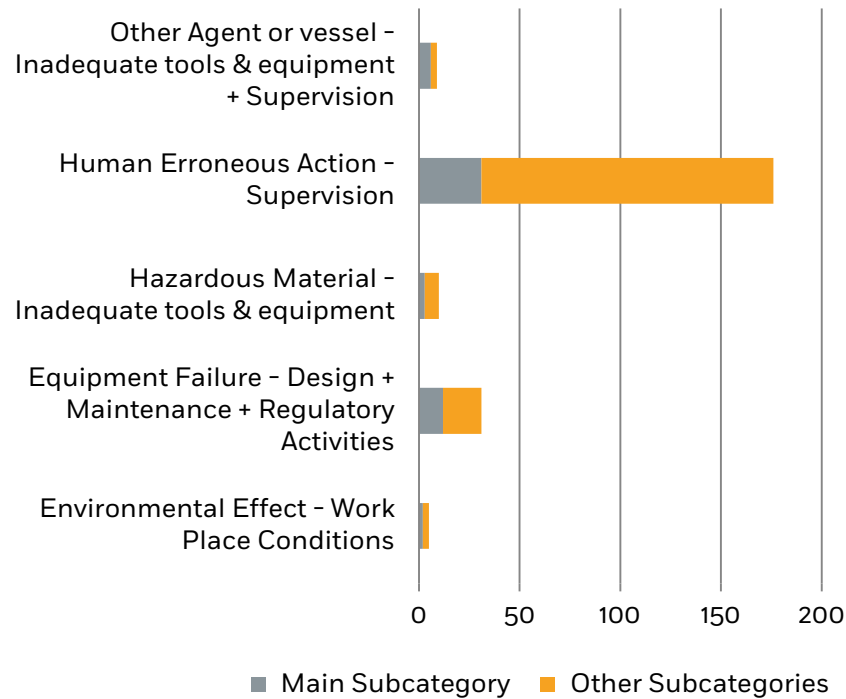 Other Agent or vessel -
Inadequate tools & equipment
+ Supervision
Human Erroneous Action -
Supervision
Hazardous Material -
Inadequate tools & equipment
Equipment Failure - Design +
Maintenance + Regulatory
Activities
Environmental Effect - Work
Place Conditions
0 50 100 150 200
Main Subcategory Other Subcategories